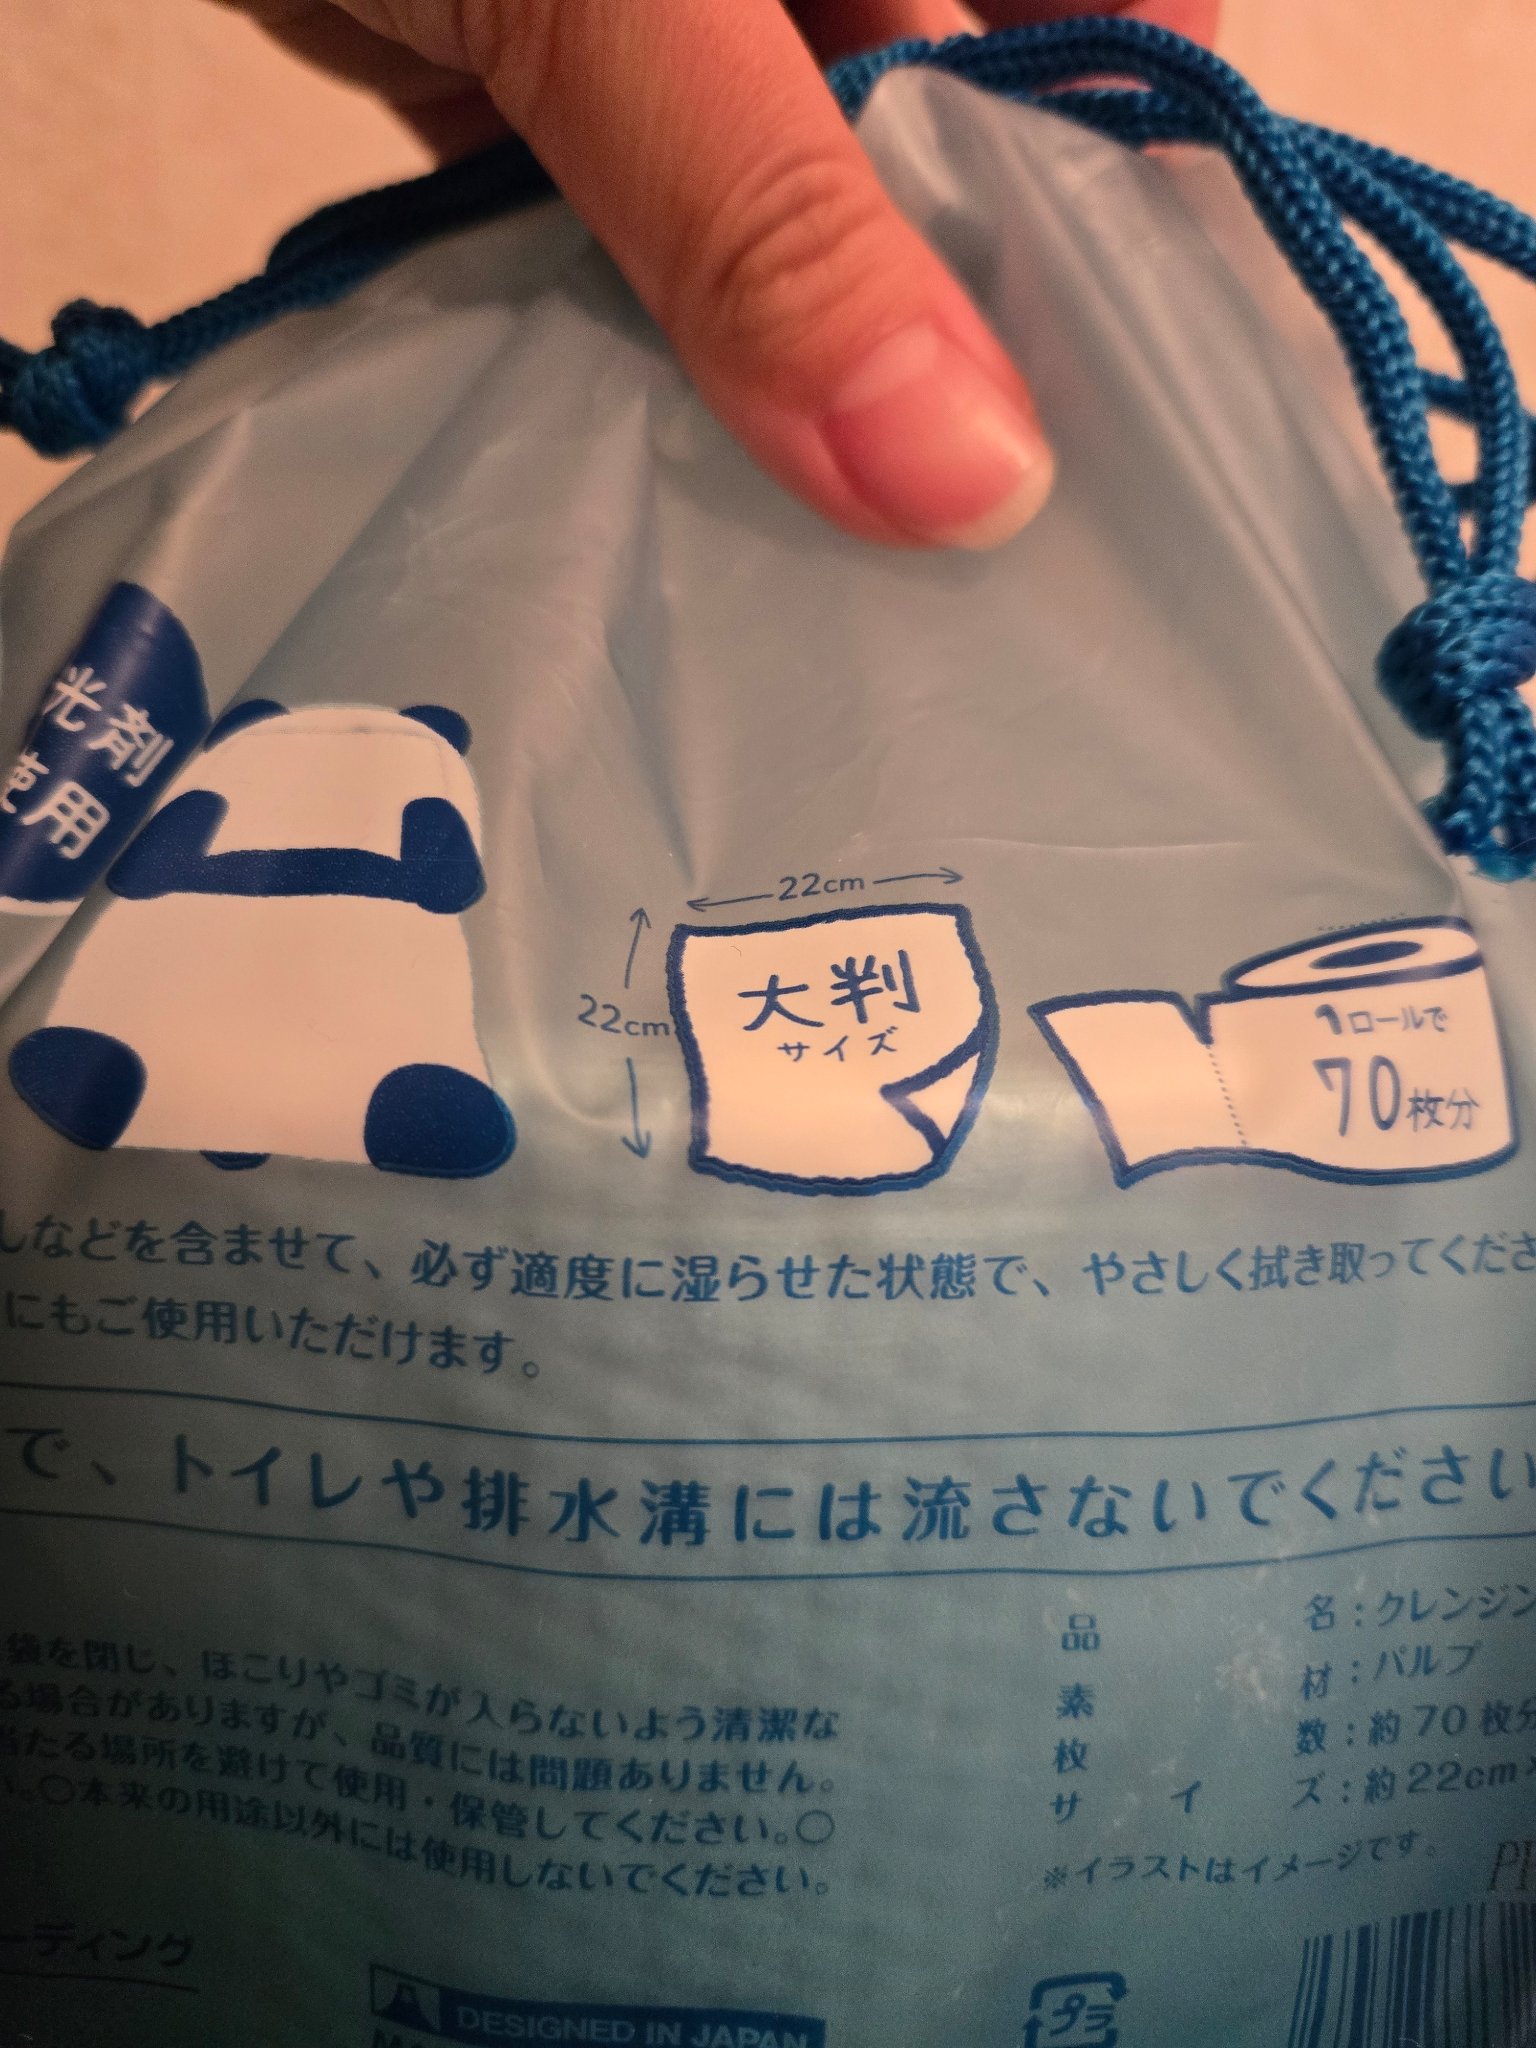 光剤
使用
22cm
22cm
大判
サイズ
1ロールで
70枚分
しなどを含ませて、必ず適度に湿らせた状態で、やさしく拭き取ってくださ
にもご使用いただけます。
で、トイレや排水溝には流さないでください
袋を閉じ、ほこりやゴミが入らないよう清潔な
る場合がありますが、品質には問題ありません。
当たる場所を避けて使用・保管してください。〇
い。〇本来の用途以外には使用しないでください。
品名：クレンジン
素材：パルプ
枚数：約70枚分
サイズ：約22cm×
※イラストはイメージです。
ーディング
DESIGNED IN JAPAN
プラ